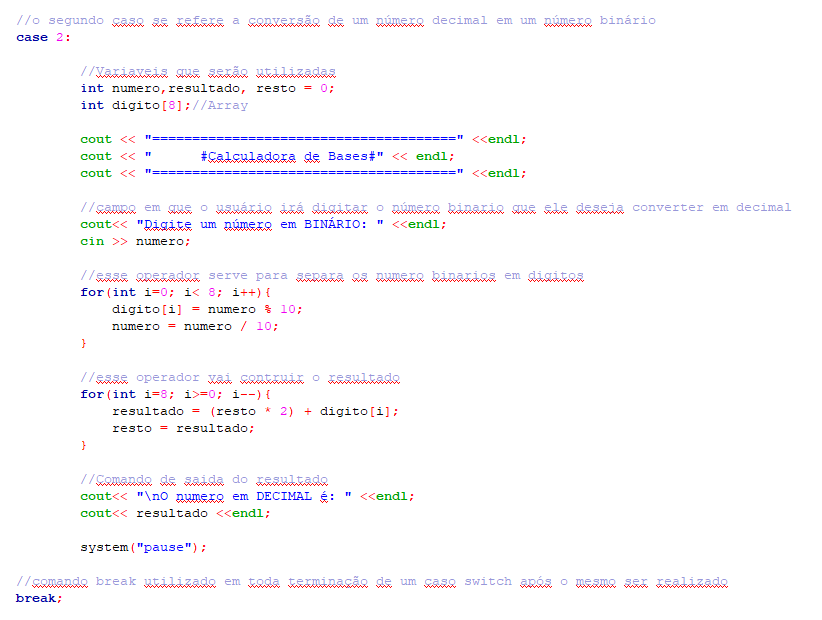 //o segundo caso se refere a conversão de um número decimal em um número binário
case 2:
//Variaveis que serão utilizadas
int numero,resultado, resto = 0;
int digito[8];//Array
cout << "======================================" <<endl;
cout << "      #Calculadora de Bases#" << endl;
cout << "======================================" <<endl;
//campo em que o usuário irá digitar o número binario que ele deseja converter em decimal
cout<< "Digite um número em BINÁRIO: " <<endl;
cin >> numero;
//esse operador serve para separa os numero binarios em digitos
for(int i=0; i< 8; i++){
digito[i] = numero % 10;
numero = numero / 10;
}
//esse operador vai contruir o resultado
for(int i=8; i>=0; i--){
resultado = (resto * 2) + digito[i];
resto = resultado;
}
//Comando de saida do resultado
cout<< "\nO numero em DECIMAL é: " <<endl;
cout<< resultado <<endl;
system("pause");
//comando break utilizado em toda terminação de um caso switch após o mesmo ser realizado
break;